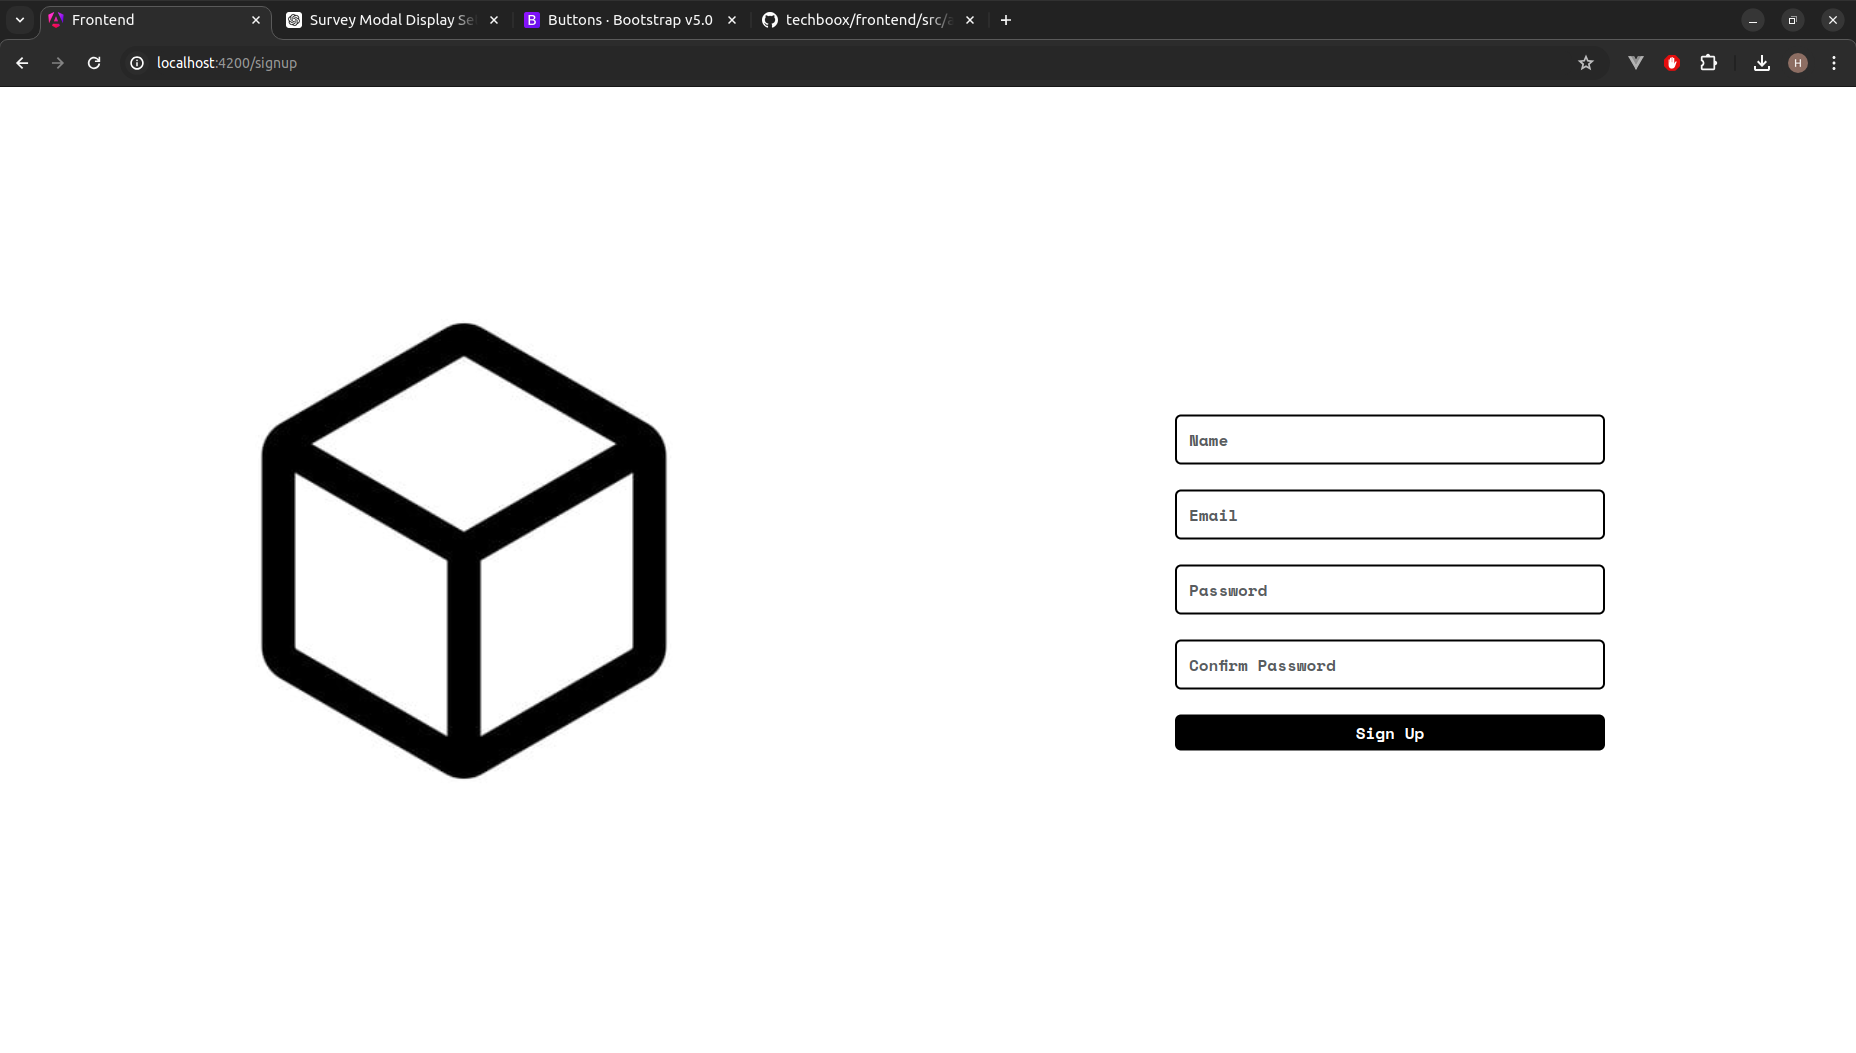 Frontend
Survey Modal Display Se
B Buttons · Bootstrap v5.0
techboox/frontend/src/a
localhost:4200/signup
H
Name
Email
Password
Confirm Password
Sign Up